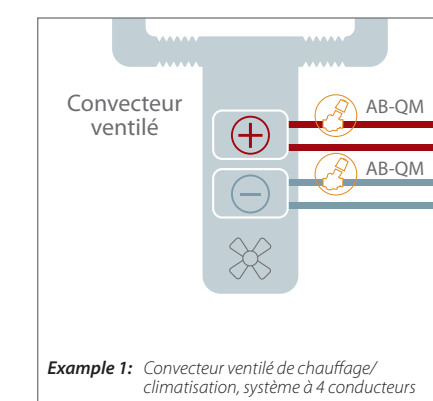 Convecteur
ventilé
AB-QM
AB-QM
Example 1: Convecteur ventilé de chauffage/
climatisation, système à 4 conducteurs